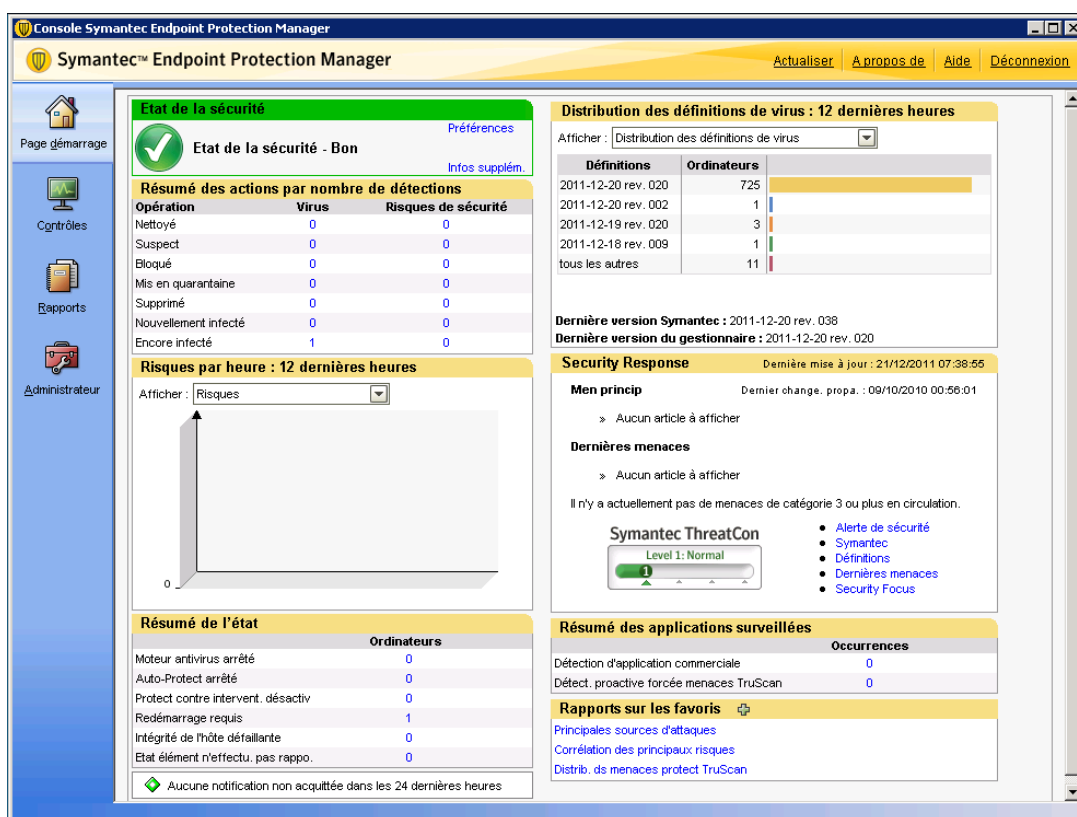 Console Symantec Endpoint Protection Manager
Symantec™ Endpoint Protection Manager
Actualiser A propos de Aide Déconnexion
Page démarrage
Contrôles
Rapports
Administrateur
Etat de la sécurité
Préférences
Etat de la sécurité - Bon
Infos supplém.
Résumé des actions par nombre de détections
Opération Virus Risques de sécurité
Nettoyé 0 0
Suspect 0 0
Bloqué 0 0
Mis en quarantaine 0 0
Supprimé 0 0
Nouvellement infecté 0 0
Encore infecté 1 0
Risques par heure : 12 dernières heures
Afficher : Risques
0
Résumé de l'état
Ordinateurs
Moteur antivirus arrêté 0
Auto-Protect arrêté 0
Protect contre intervent. désactiv 0
Redémarrage requis 1
Intégrité de l'hôte défaillante 0
Etat élément n'effectu. pas rappo. 0
Aucune notification non acquittée dans les 24 dernières heures
Distribution des définitions de virus : 12 dernières heures
Afficher : Distribution des définitions de virus
Définitions Ordinateurs
2011-12-20 rev. 020 725
2011-12-20 rev. 002 1
2011-12-19 rev. 020 3
2011-12-18 rev. 009 1
tous les autres 11
Dernière version Symantec : 2011-12-20 rev. 038
Dernière version du gestionnaire : 2011-12-20 rev. 020
Security Response Dernière mise à jour : 21/12/2011 07:38:55
Men princip Dernier change. propa. : 09/10/2010 00:56:01
» Aucun article à afficher
Dernières menaces
» Aucun article à afficher
Il n'y a actuellement pas de menaces de catégorie 3 ou plus en circulation.
Symantec ThreatCon
Level 1: Normal
1
• Alerte de sécurité
• Symantec
• Définitions
• Dernières menaces
• Security Focus
Résumé des applications surveillées
Occurrences
Détection d'application commerciale 0
Détect. proactive forcée menaces TruScan 0
Rapports sur les favoris
Principales sources d'attaques
Corrélation des principaux risques
Distrib. ds menaces protect TruScan